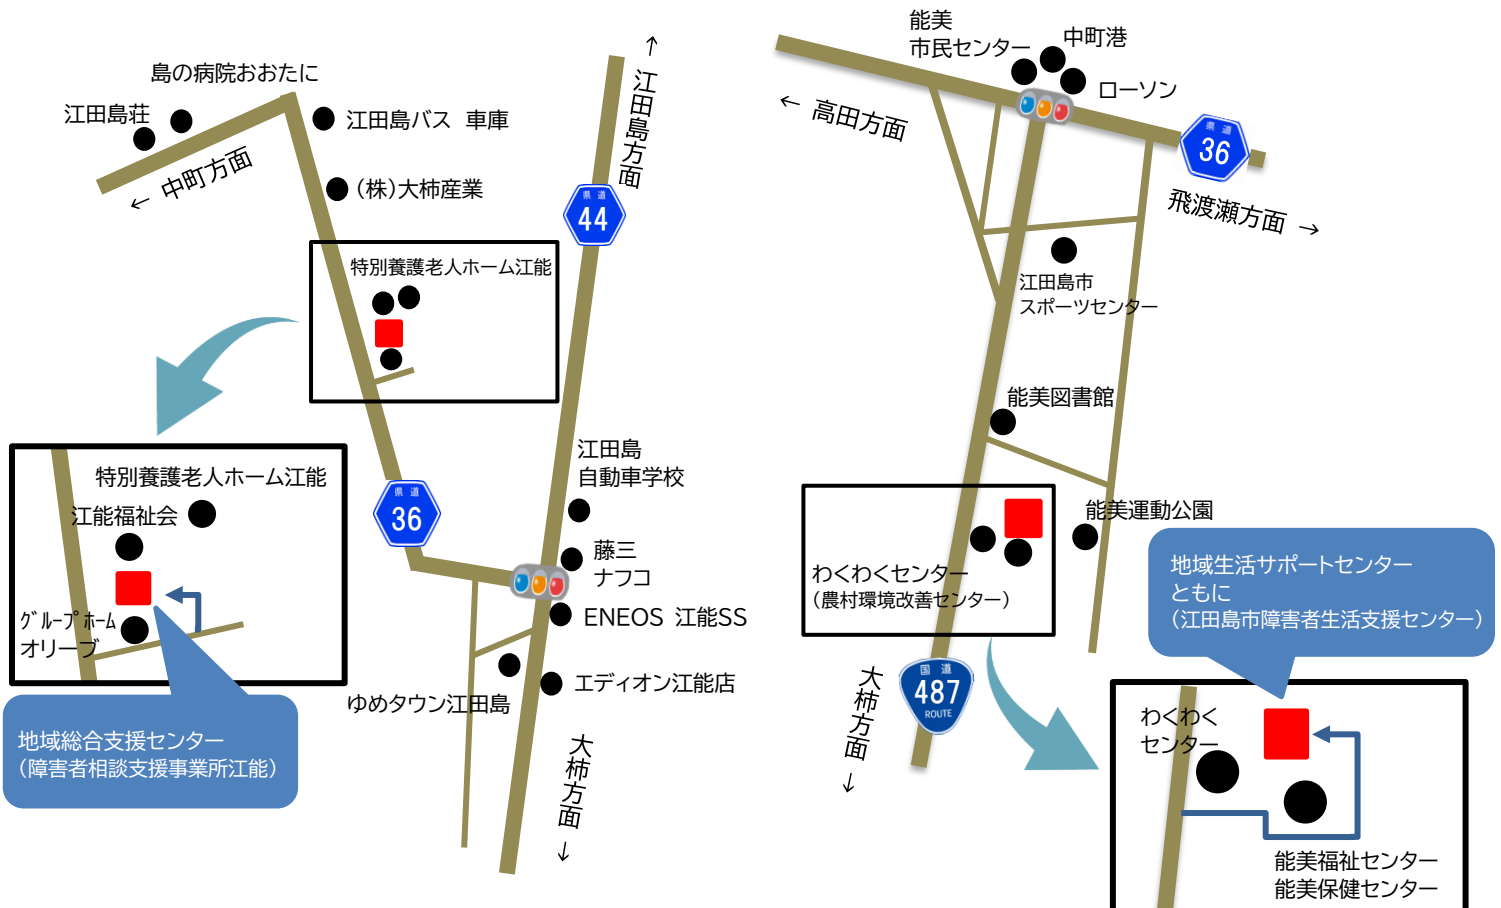 島の病院おおたに
江田島荘
← 中町方面
江田島バス 車庫
(株)大柿産業
← 江田島方面
県道
44
特別養護老人ホーム江能
特別養護老人ホーム江能
江能福祉会
グループホーム
オリーブ
地域総合支援センター
(障害者相談支援事業所江能)
県道
36
江田島
自動車学校
藤三
ナフコ
ENEOS 江能SS
エディオン江能店
ゆめタウン江田島
大柿方面 →
能美
市民センター
中町港
ローソン
← 高田方面
県道
36
飛渡瀬方面 →
江田島市
スポーツセンター
能美図書館
能美運動公園
わくわくセンター
(農村環境改善センター)
大柿方面 →
国道
487
ROUTE
地域生活サポートセンター
ともに
(江田島市障害者生活支援センター)
わくわく
センター
能美福祉センター
能美保健センター